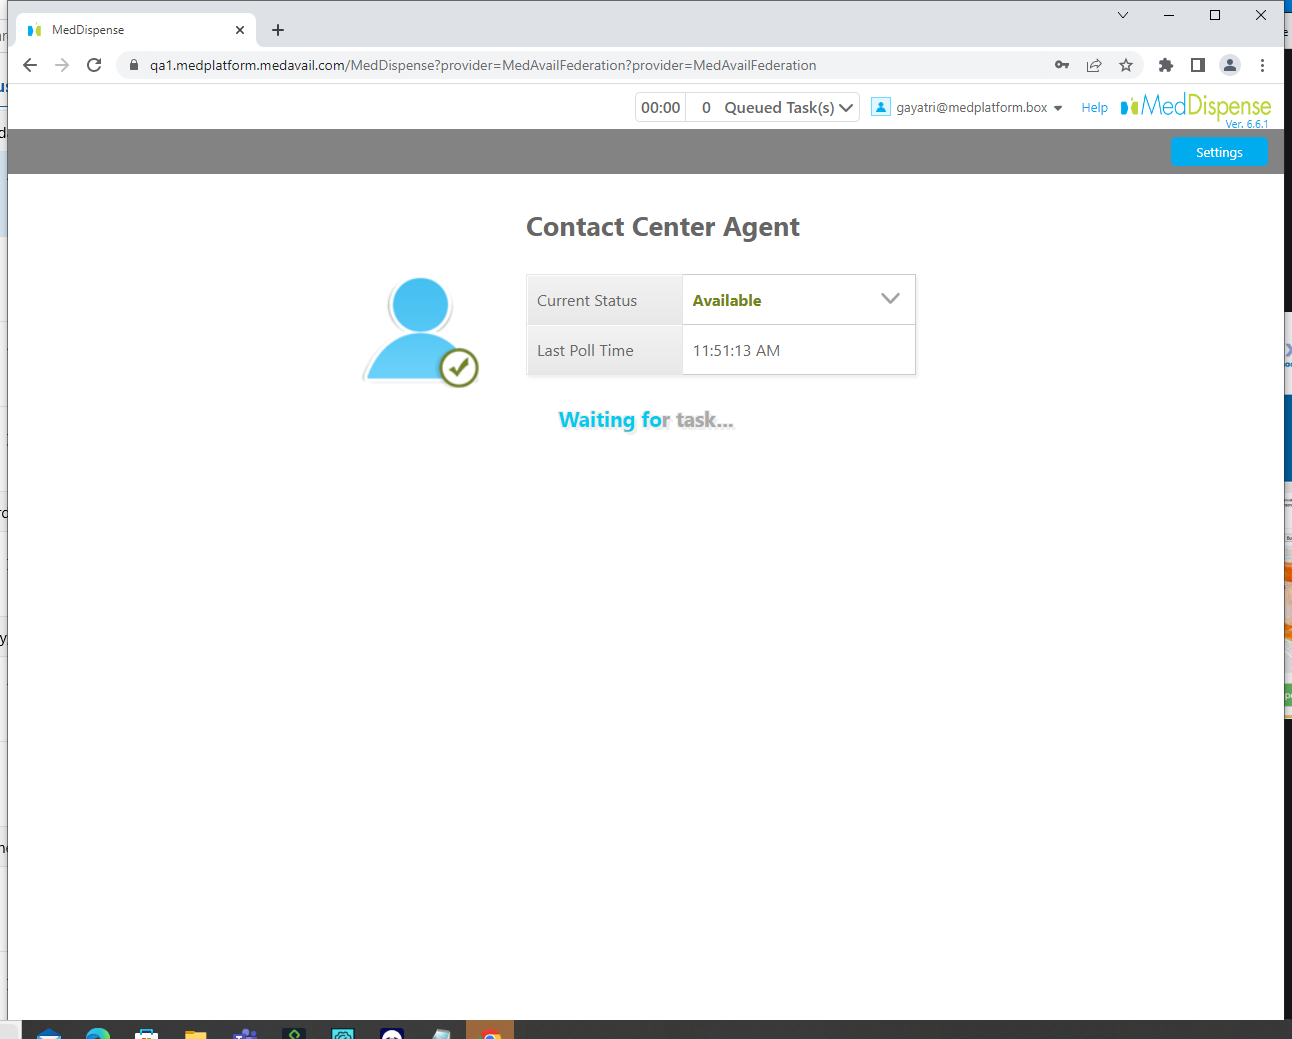 MedDispense
qa1.medplatform.medavail.com/MedDispense?provider=MedAvailFederation?provider=MedAvailFederation
00:00 0 Queued Task(s) gayatri@medplatform.box Help MedDispense
Ver. 6.6.1
Settings
Contact Center Agent
Current Status Available
Last Poll Time 11:51:13 AM
Waiting for task...